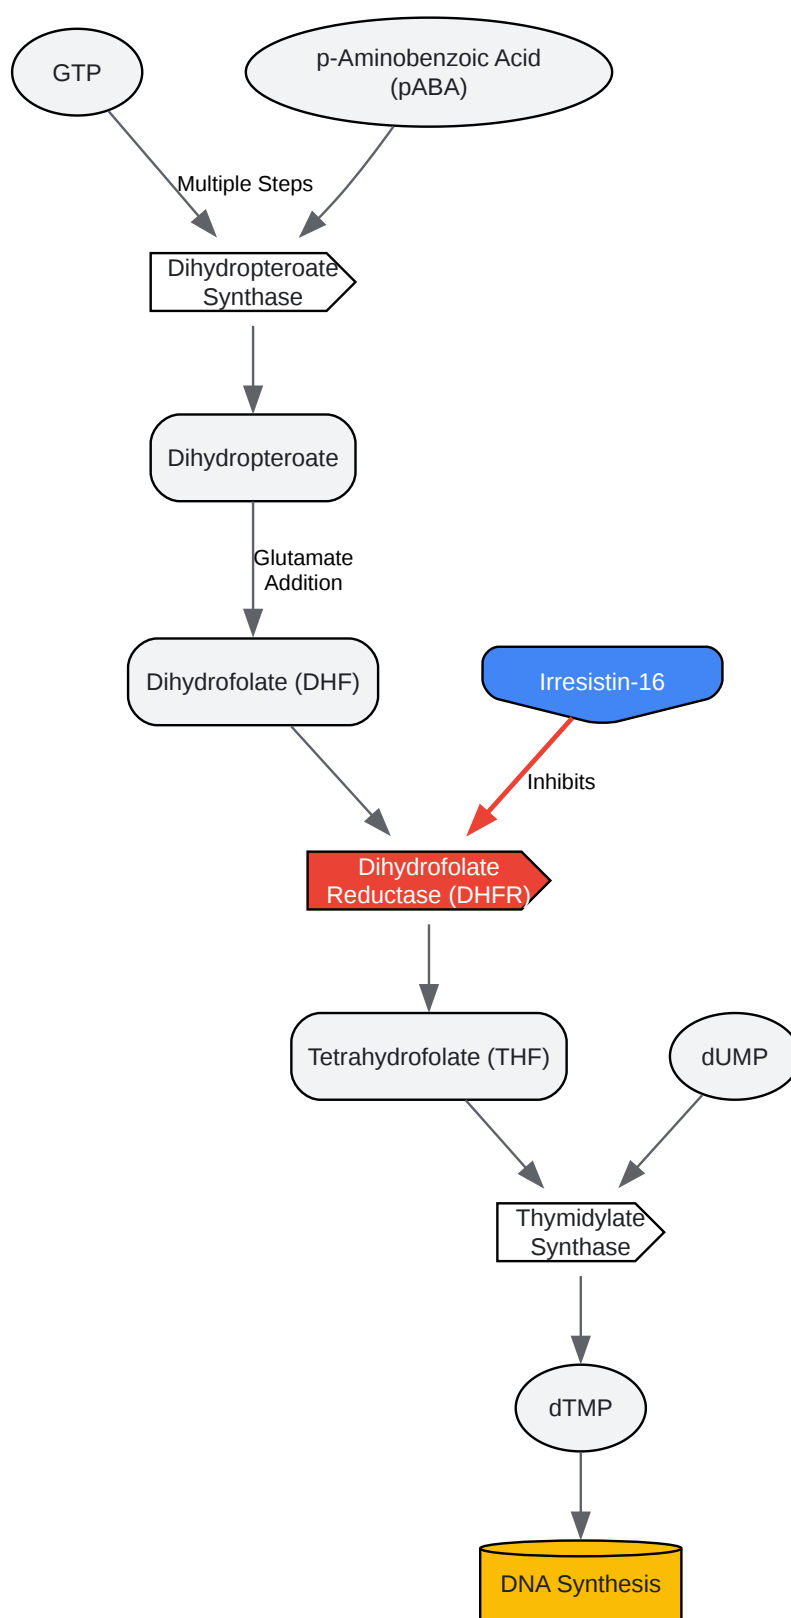 GTP
p-Aminobenzoic Acid
(pABA)
Multiple Steps
Dihydropteroate
Synthase
Dihydropteroate
Glutamate
Addition
Dihydrofolate (DHF)
Irresistin-16
Inhibits
Dihydrofolate
Reductase (DHFR)
Tetrahydrofolate (THF)
dUMP
Thymidylate
Synthase
dTMP
DNA Synthesis